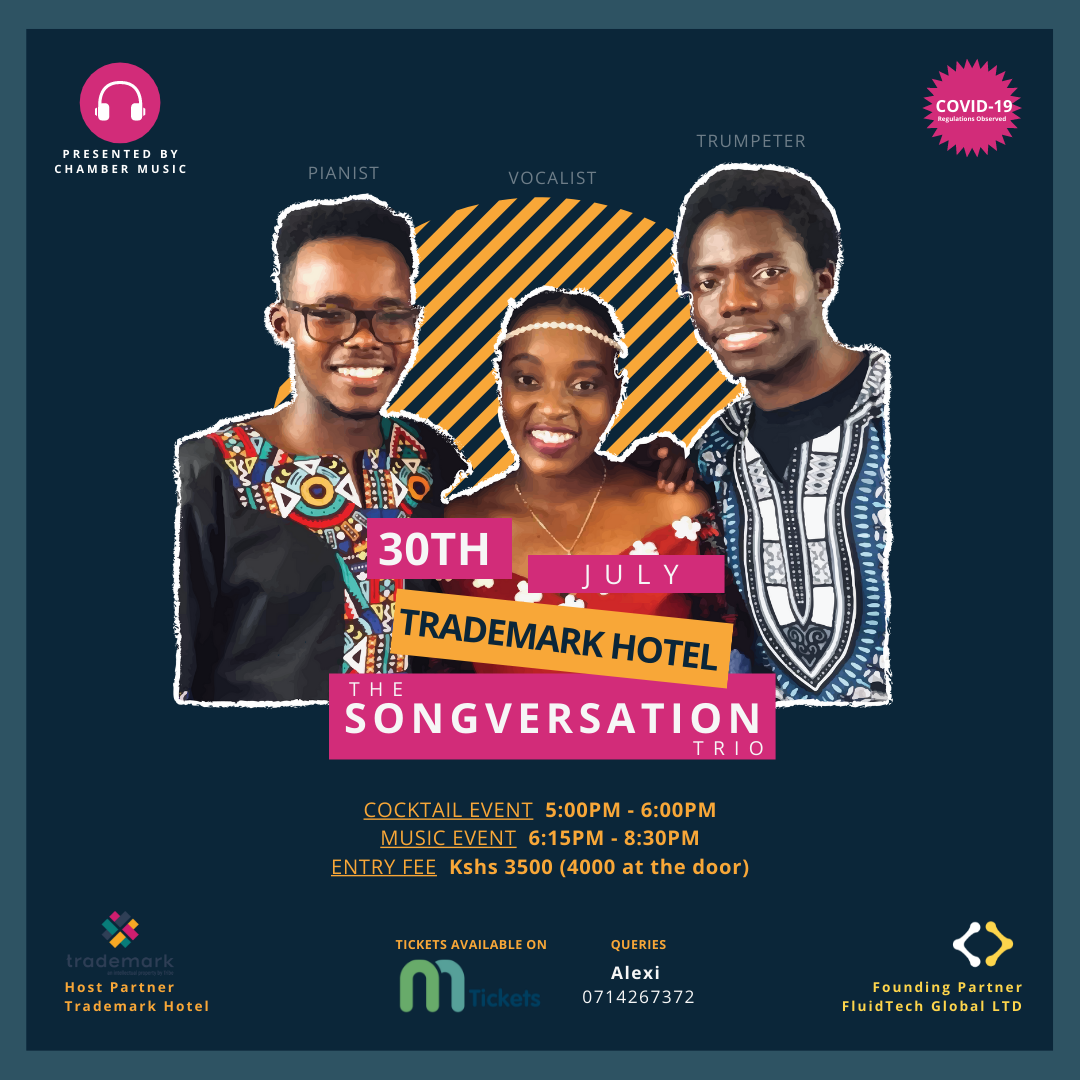 PRESENTED BY
CHAMBER MUSIC
COVID-19
Regulations Observed
PIANIST
VOCALIST
TRUMPETER
30TH
JULY
TRADEMARK HOTEL
THE
SONGVERSATION
TRIO
COCKTAIL EVENT 5:00PM - 6:00PM
MUSIC EVENT 6:15PM - 8:30PM
ENTRY FEE Kshs 3500 (4000 at the door)
trademark
Host Partner
Trademark Hotel
TICKETS AVAILABLE ON
m Tickets
QUERIES
Alexi
0714267372
Founding Partner
FluidTech Global LTD